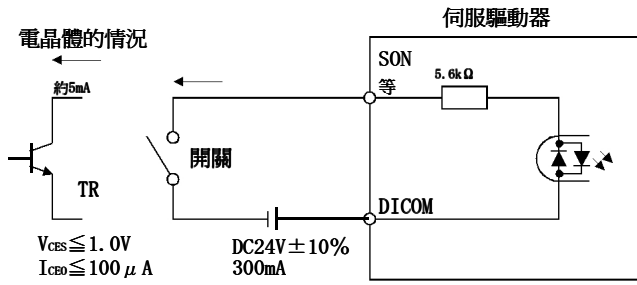 伺服驅動器
電晶體的情況
SON
等
5.6kΩ
約5mA
開關
TR
DICOM
VCES≦1.0V
ICEO≦100μA
DC24V±10%
300mA